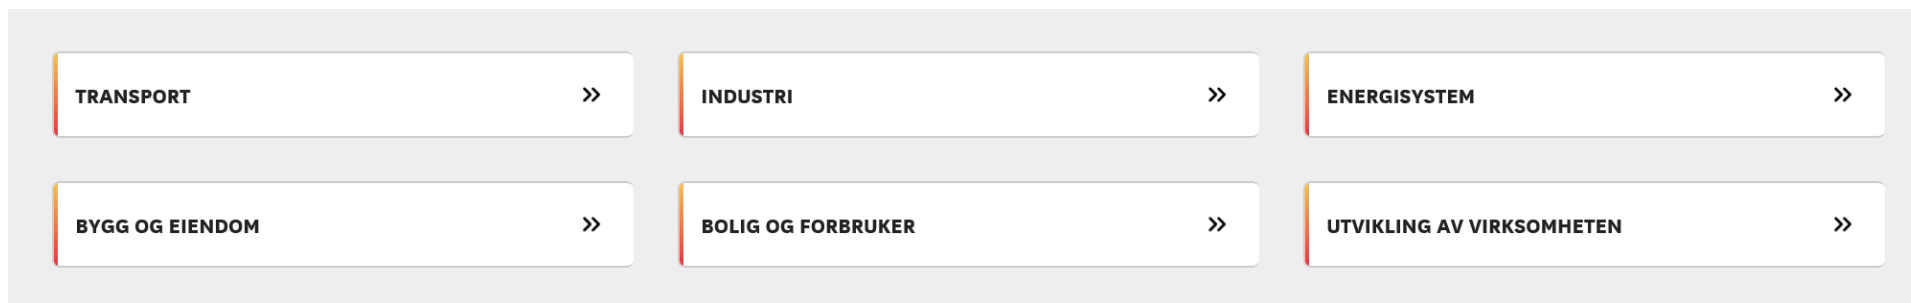 TRANSPORT
INDUSTRI
ENERGISYSTEM
BYGG OG EIENDOM
BOLIG OG FORBRUKER
UTVIKLING AV VIRKSOMHETEN